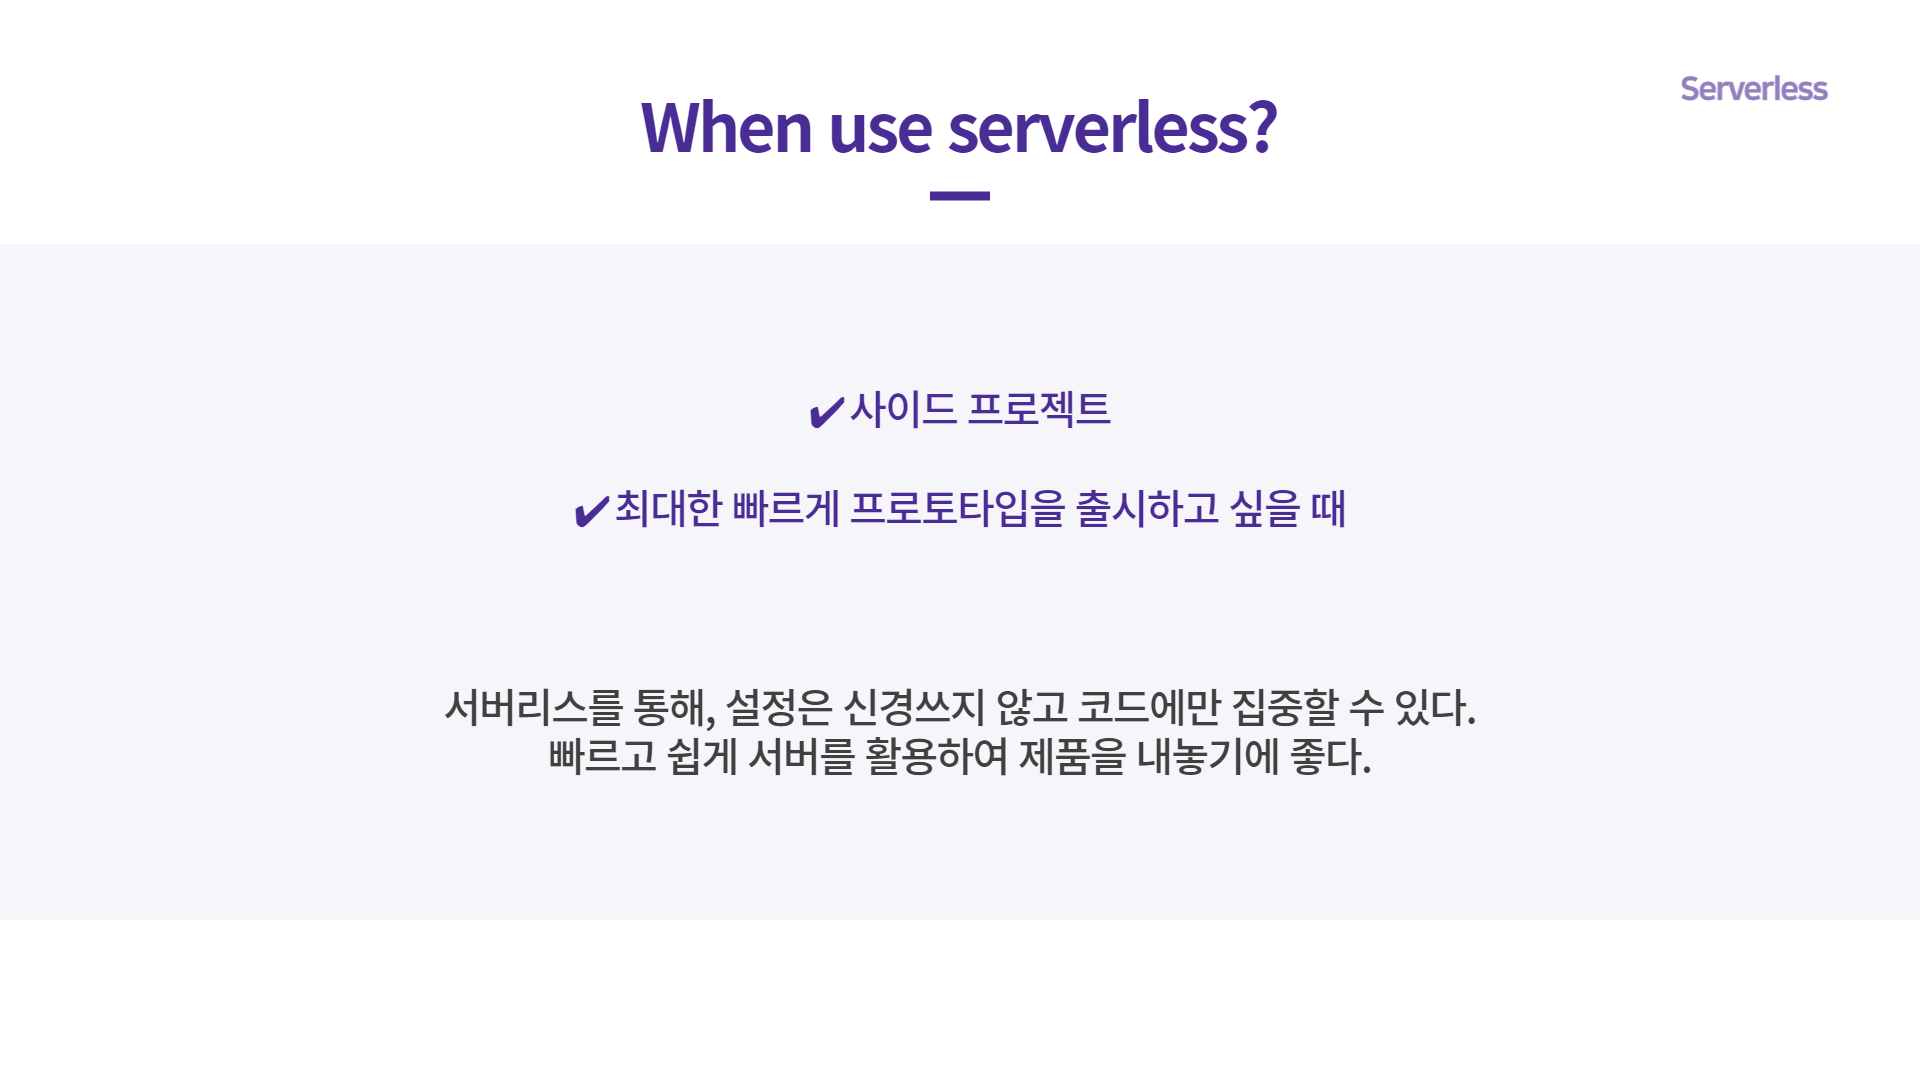 Serverless
When use serverless?
✔사이드 프로젝트
✔최대한 빠르게 프로토타입을 출시하고 싶을 때
서버리스를 통해, 설정은 신경쓰지 않고 코드에만 집중할 수 있다.
빠르고 쉽게 서버를 활용하여 제품을 내놓기에 좋다.